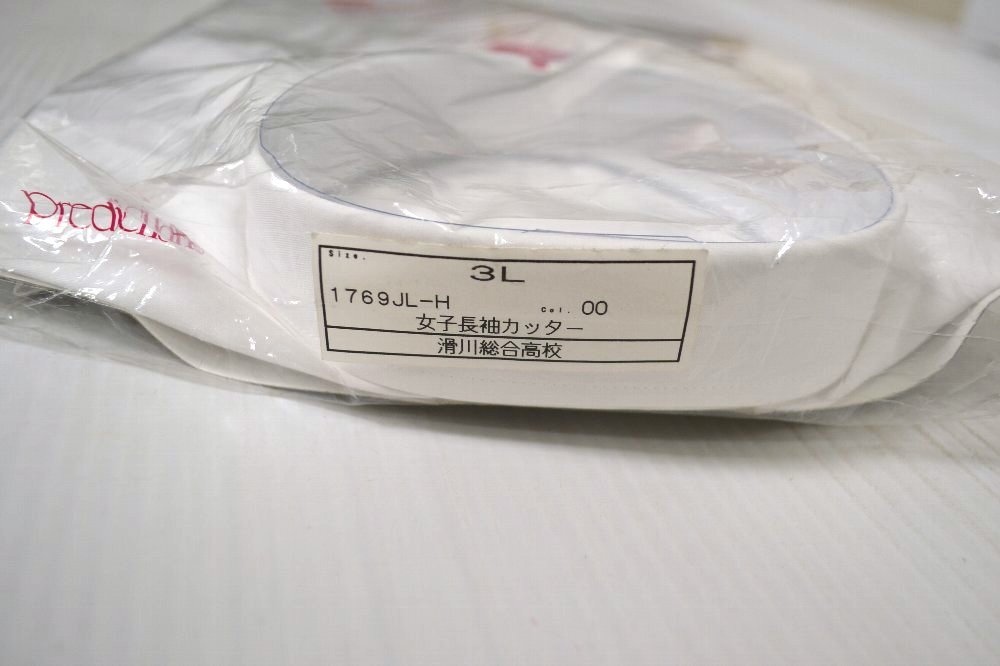 Prediction
Size.
3L
1769JL-H Col. 00
女子長袖カッター
滑川総合高校